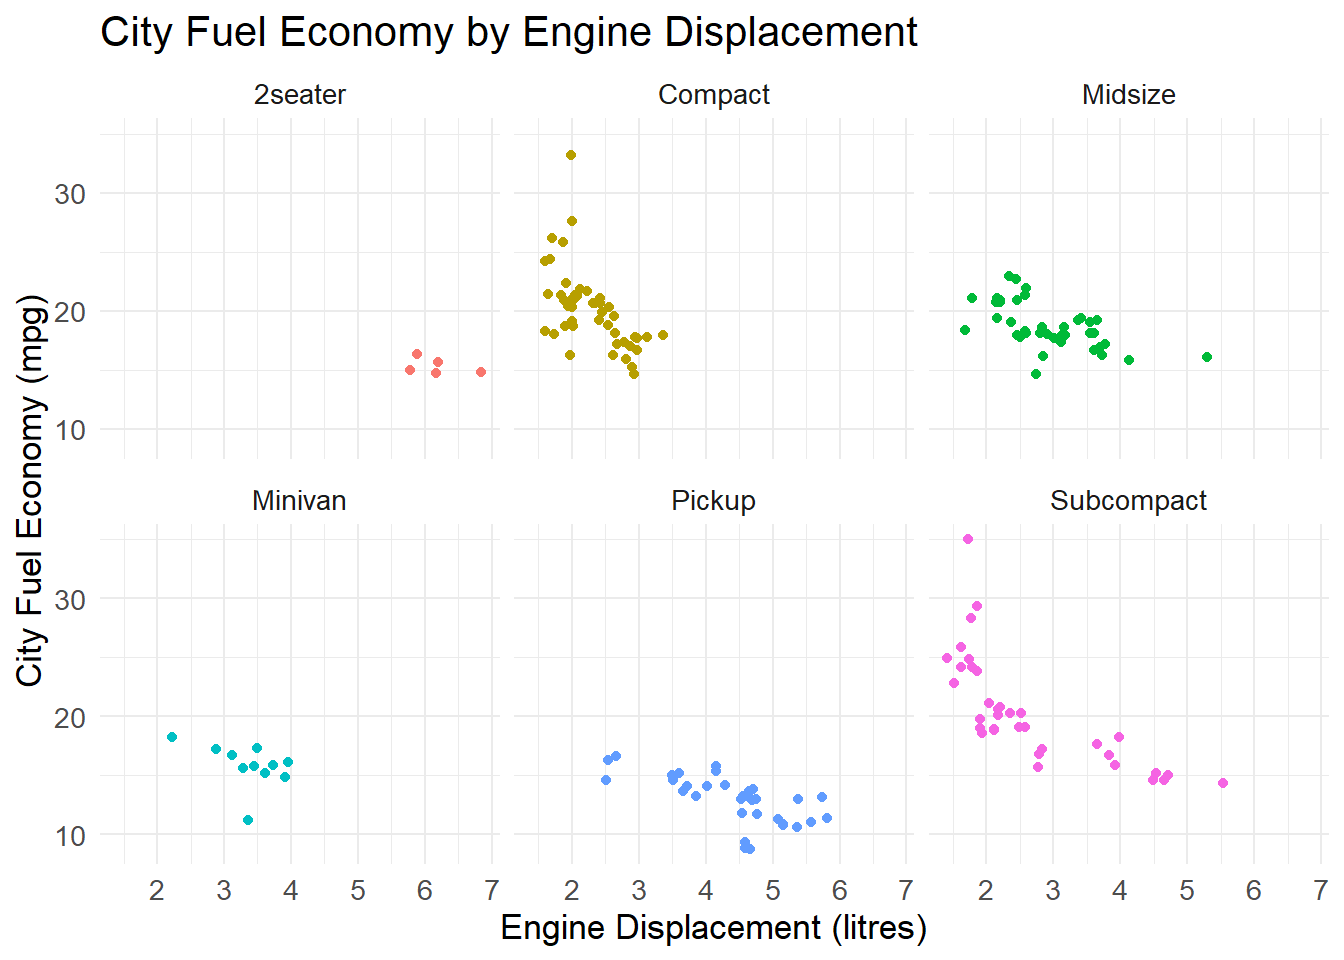 City Fuel Economy by Engine Displacement
2seater
Compact
Midsize
30
20
10
Minivan
Pickup
Subcompact
30
20
10
City Fuel Economy (mpg)
2 3 4 5 6 7
2 3 4 5 6 7
2 3 4 5 6 7
Engine Displacement (litres)